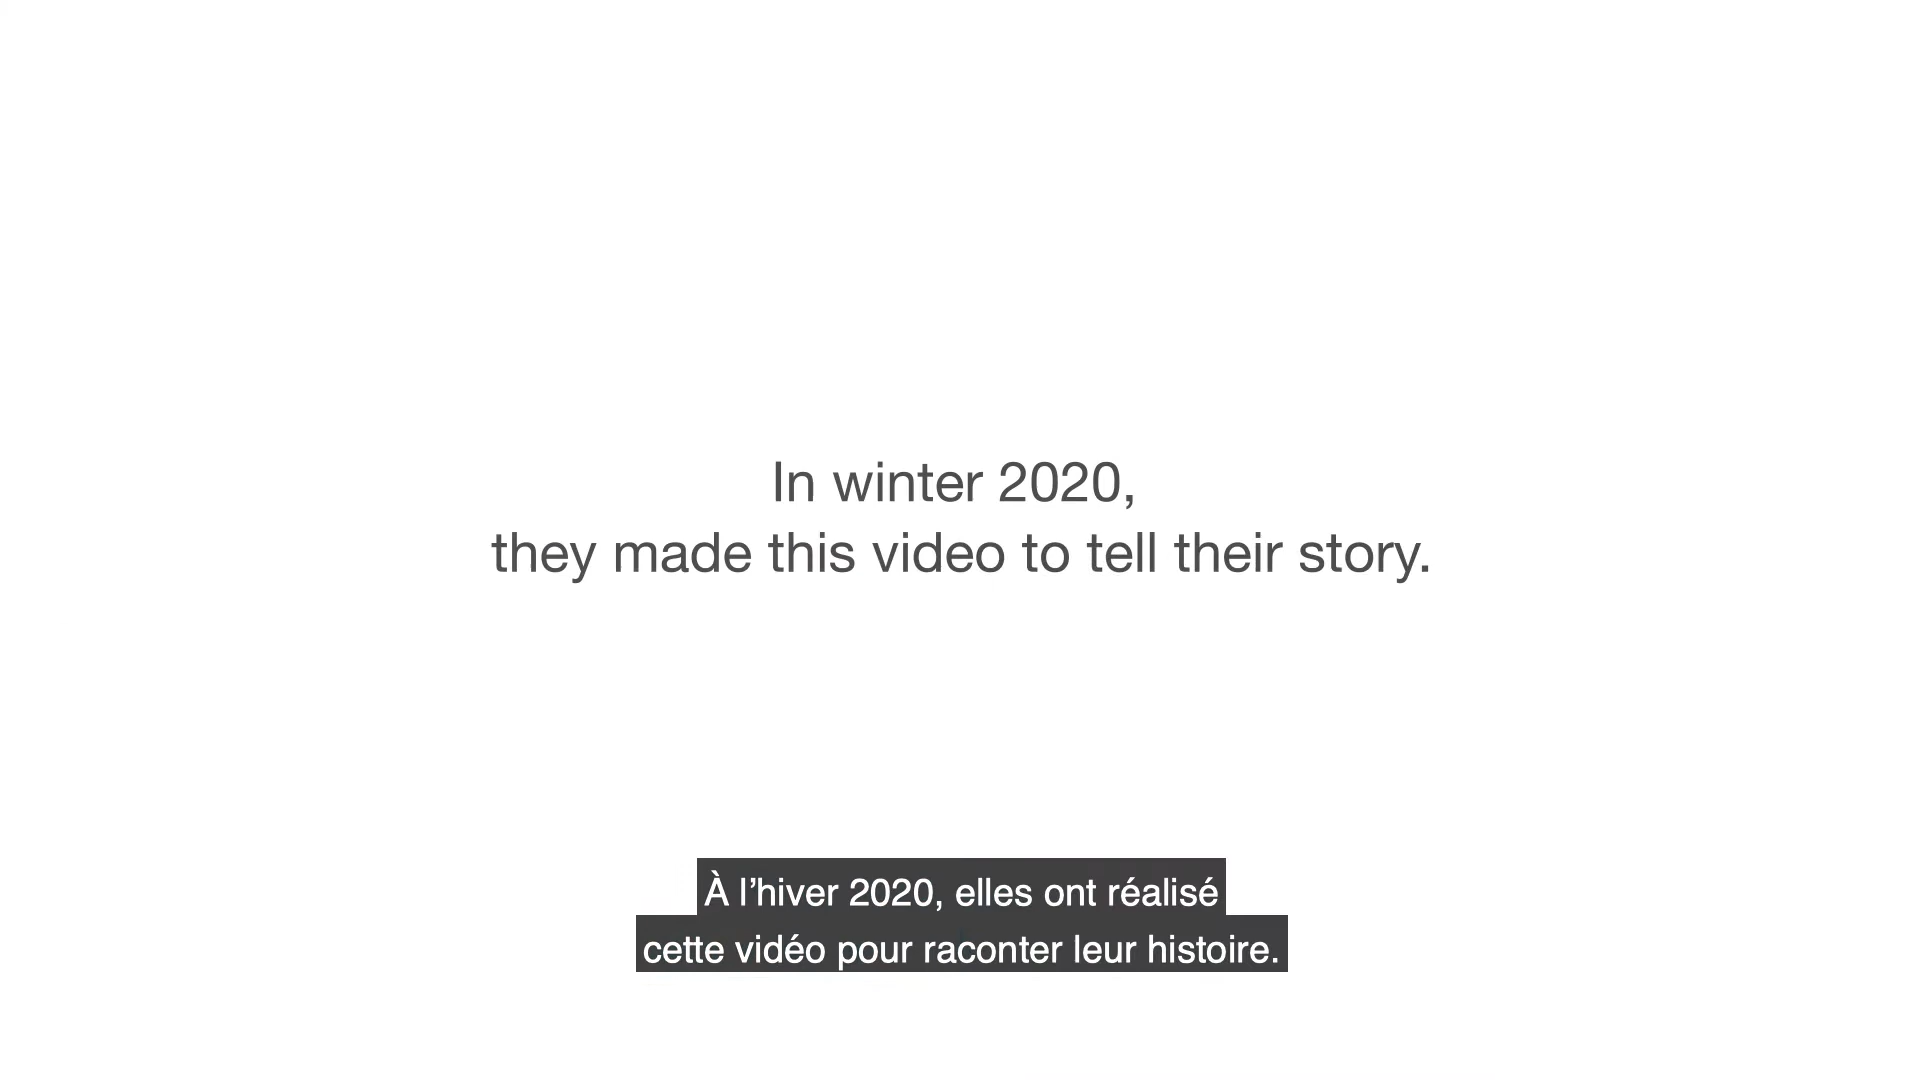 In winter 2020,
they made this video to tell their story.
À l’hiver 2020, elles ont réalisé
cette vidéo pour raconter leur histoire.